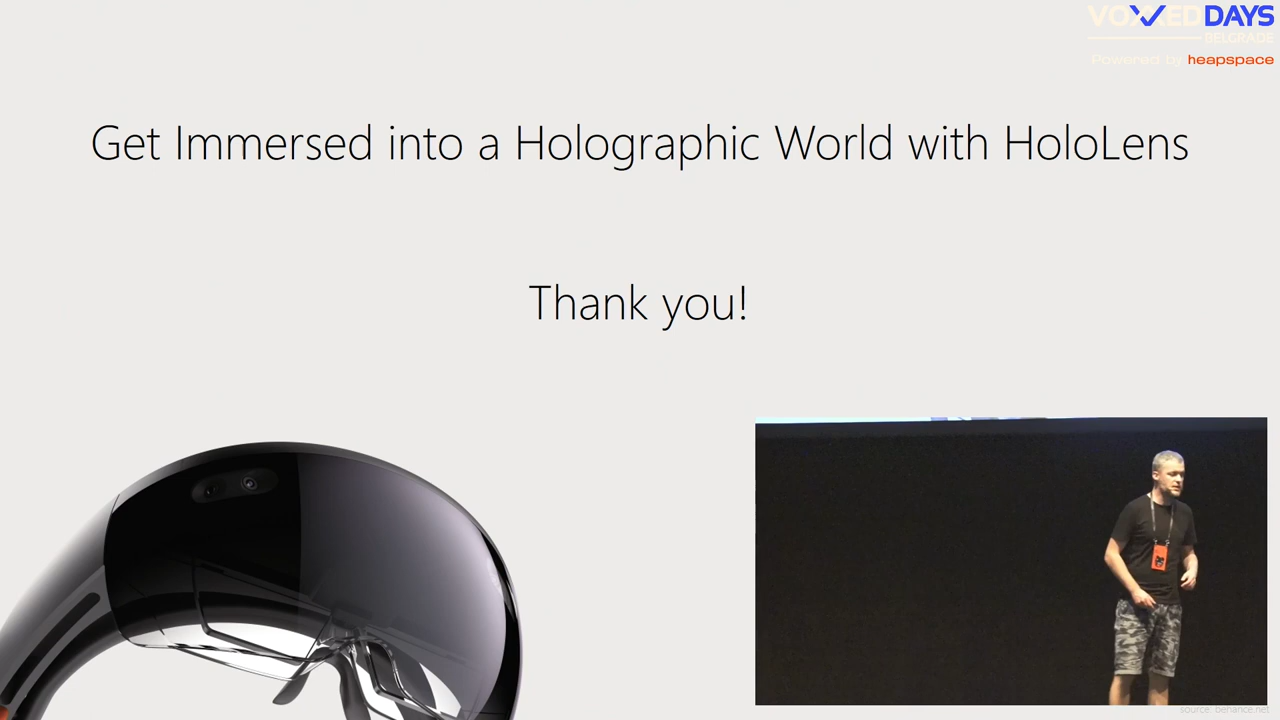 VOXXED DAYS
BELGRADE
Powered by heapspace
Get Immersed into a Holographic World with HoloLens
Thank you!
source: behance.net